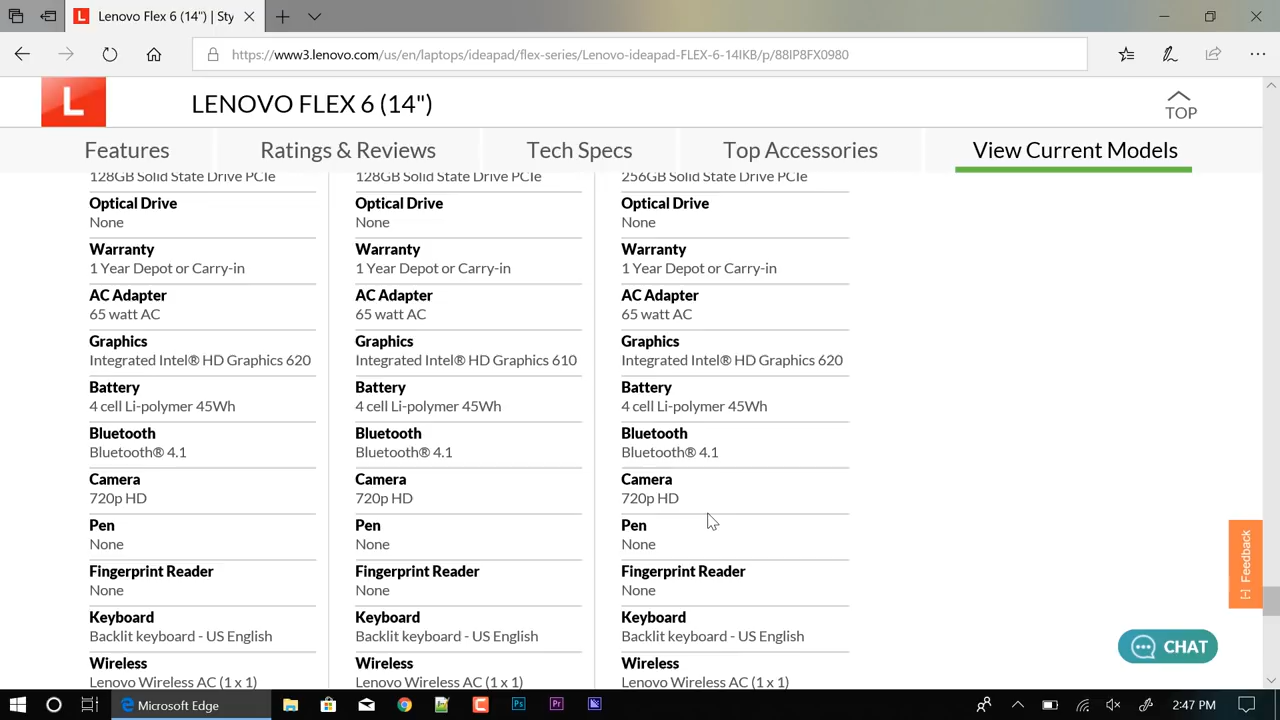 Lenovo Flex 6 (14") | Sty
https://www3.lenovo.com/us/en/laptops/ideapad/flex-series/Lenovo-ideapad-FLEX-6-14IKB/p/88IP8FX0980
L
LENOVO FLEX 6 (14")
TOP
Features Ratings & Reviews Tech Specs Top Accessories View Current Models
128GB Solid State Drive PCIe 128GB Solid State Drive PCIe 256GB Solid State Drive PCIe
Optical Drive Optical Drive Optical Drive
None None None
Warranty Warranty Warranty
1 Year Depot or Carry-in 1 Year Depot or Carry-in 1 Year Depot or Carry-in
AC Adapter AC Adapter AC Adapter
65 watt AC 65 watt AC 65 watt AC
Graphics Graphics Graphics
Integrated Intel® HD Graphics 620 Integrated Intel® HD Graphics 610 Integrated Intel® HD Graphics 620
Battery Battery Battery
4 cell Li-polymer 45Wh 4 cell Li-polymer 45Wh 4 cell Li-polymer 45Wh
Bluetooth Bluetooth Bluetooth
Bluetooth® 4.1 Bluetooth® 4.1 Bluetooth® 4.1
Camera Camera Camera
720p HD 720p HD 720p HD
Pen Pen Pen
None None None
Fingerprint Reader Fingerprint Reader Fingerprint Reader
None None None
Keyboard Keyboard Keyboard
Backlit keyboard - US English Backlit keyboard - US English Backlit keyboard - US English
Wireless Wireless Wireless
Lenovo Wireless AC (1 x 1) Lenovo Wireless AC (1 x 1) Lenovo Wireless AC (1 x 1)
[-] Feedback
CHAT
Microsoft Edge
Ps
Pr
2:47 PM